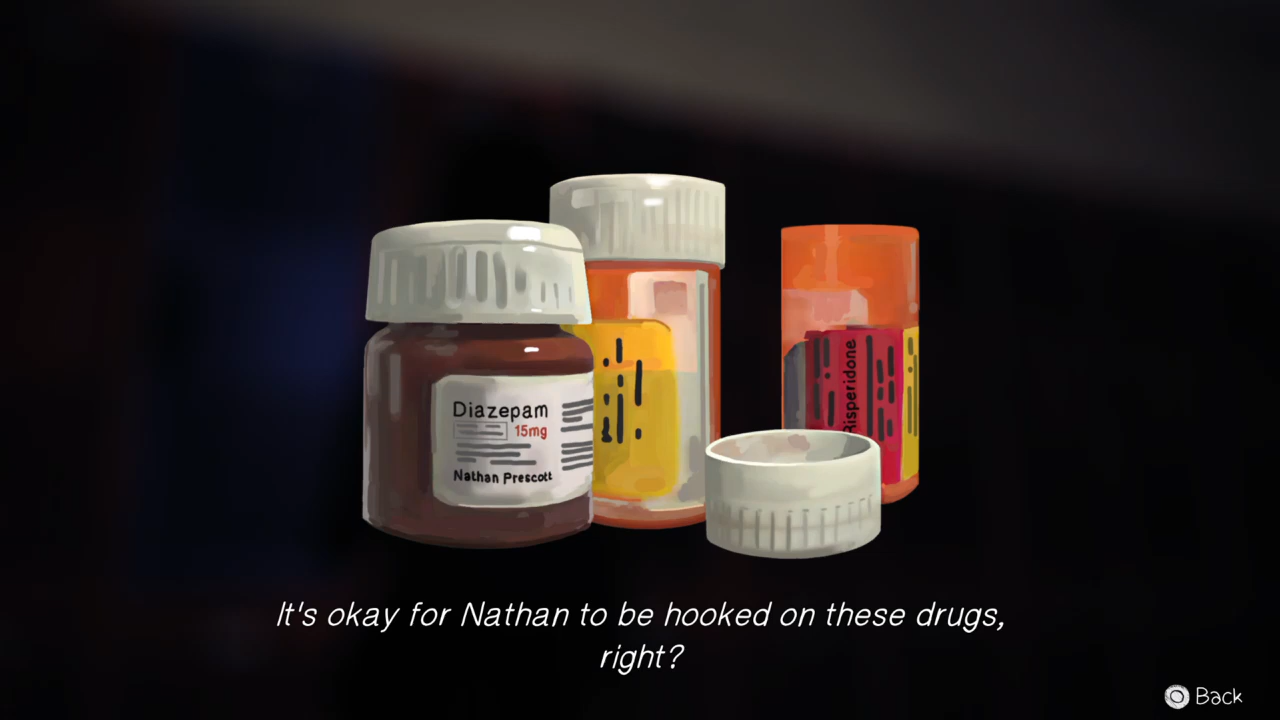 Diazepam
15mg
Nathan Prescott
Risperidone
It's okay for Nathan to be hooked on these drugs,
right?
Back